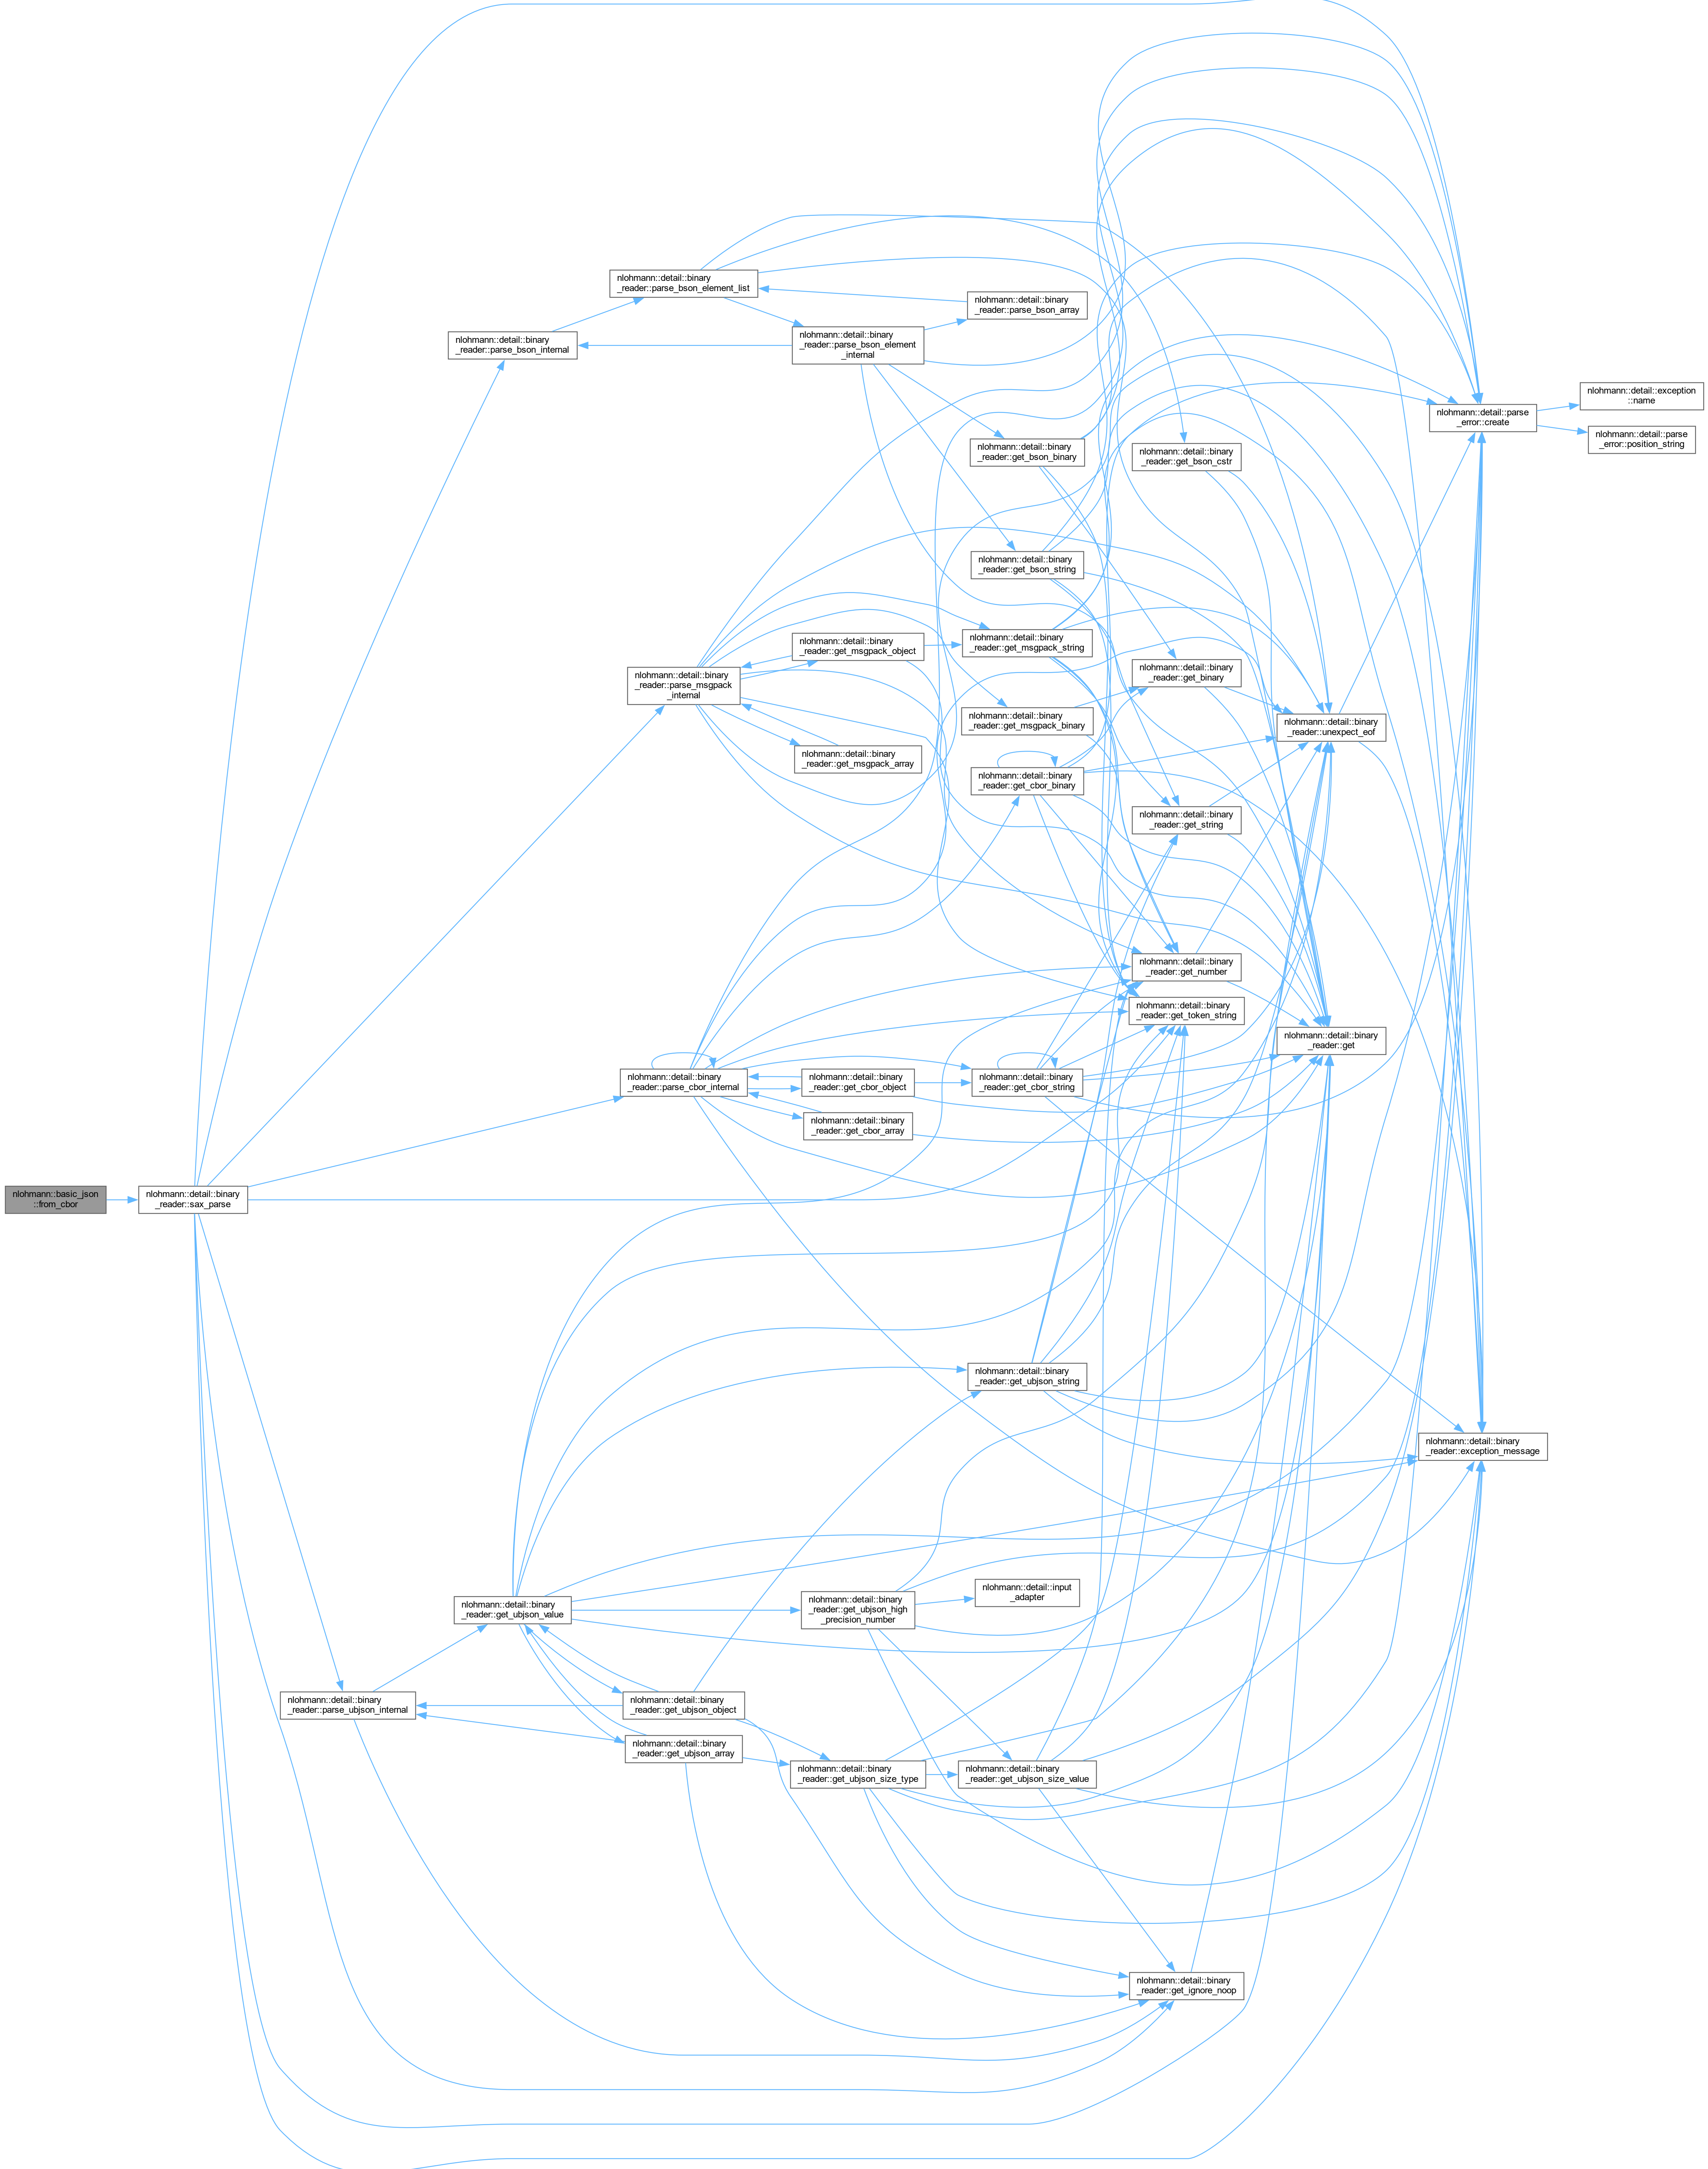 nlohmann::basic_json
::from_cbor
nlohmann::detail::binary
_reader::sax_parse
nlohmann::detail::binary
_reader::parse_ubjson_internal
nlohmann::detail::binary
_reader::parse_bson_internal
nlohmann::detail::binary
_reader::get_ubjson_value
nlohmann::detail::binary
_reader::parse_bson_element_list
nlohmann::detail::binary
_reader::parse_msgpack
_internal
nlohmann::detail::binary
_reader::parse_cbor_internal
nlohmann::detail::binary
_reader::get_ubjson_object
nlohmann::detail::binary
_reader::get_ubjson_array
nlohmann::detail::binary
_reader::parse_bson_element
_internal
nlohmann::detail::binary
_reader::get_msgpack_object
nlohmann::detail::binary
_reader::get_msgpack_array
nlohmann::detail::binary
_reader::get_cbor_object
nlohmann::detail::binary
_reader::get_cbor_array
nlohmann::detail::binary
_reader::get_ubjson_high
_precision_number
nlohmann::detail::binary
_reader::get_ubjson_size_type
nlohmann::detail::binary
_reader::parse_bson_array
nlohmann::detail::binary
_reader::get_bson_binary
nlohmann::detail::binary
_reader::get_bson_string
nlohmann::detail::binary
_reader::get_msgpack_string
nlohmann::detail::binary
_reader::get_msgpack_binary
nlohmann::detail::binary
_reader::get_cbor_binary
nlohmann::detail::binary
_reader::get_cbor_string
nlohmann::detail::binary
_reader::get_ubjson_string
nlohmann::detail::input
_adapter
nlohmann::detail::binary
_reader::get_ubjson_size_value
nlohmann::detail::binary
_reader::get_bson_cstr
nlohmann::detail::binary
_reader::get_binary
nlohmann::detail::binary
_reader::get_string
nlohmann::detail::binary
_reader::get_number
nlohmann::detail::binary
_reader::get_token_string
nlohmann::detail::binary
_reader::get_ignore_noop
nlohmann::detail::binary
_reader::unexpect_eof
nlohmann::detail::binary
_reader::get
nlohmann::detail::parse
_error::create
nlohmann::detail::binary
_reader::exception_message
nlohmann::detail::exception
::name
nlohmann::detail::parse
_error::position_string